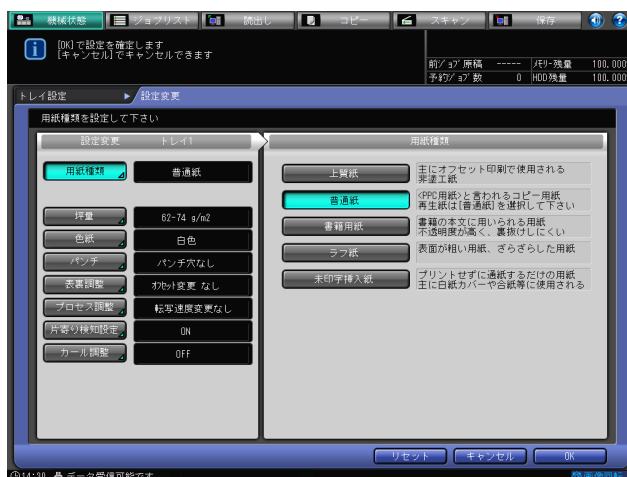 機械状態 ジョブリスト 読出し コピー スキャン 保存
[OK]で設定を確定します
[キャンセル]でキャンセルできます
前ジョブ原稿 ----- メモリー残量 100.000
予約ジョブ数 0 HDD残量 100.000
トレイ設定 設定変更
用紙種類を設定して下さい
設定変更 トレイ1
用紙種類 普通紙
坪量 62-74 g/m2
色紙 白色
パンチ パンチ穴なし
表裏調整 オフセット変更 なし
プロセス調整 転写速度変更なし
片寄り検知設定 ON
カール調整 OFF
用紙種類
上質紙 主にオフセット印刷で使用される
非塗工紙
普通紙 <PPC用紙>と言われるコピー用紙
再生紙は[普通紙]を選択して下さい
書籍用紙 書籍の本文に用いられる用紙
不透明度が高く、裏抜けしにくい
ラフ紙 表面が粗い用紙、ざらざらした用紙
未印字挿入紙 プリントせずに通紙するだけの用紙
主に白紙カバーや合紙等に使用される
リセット キャンセル OK
データ受信可能です 画像回転